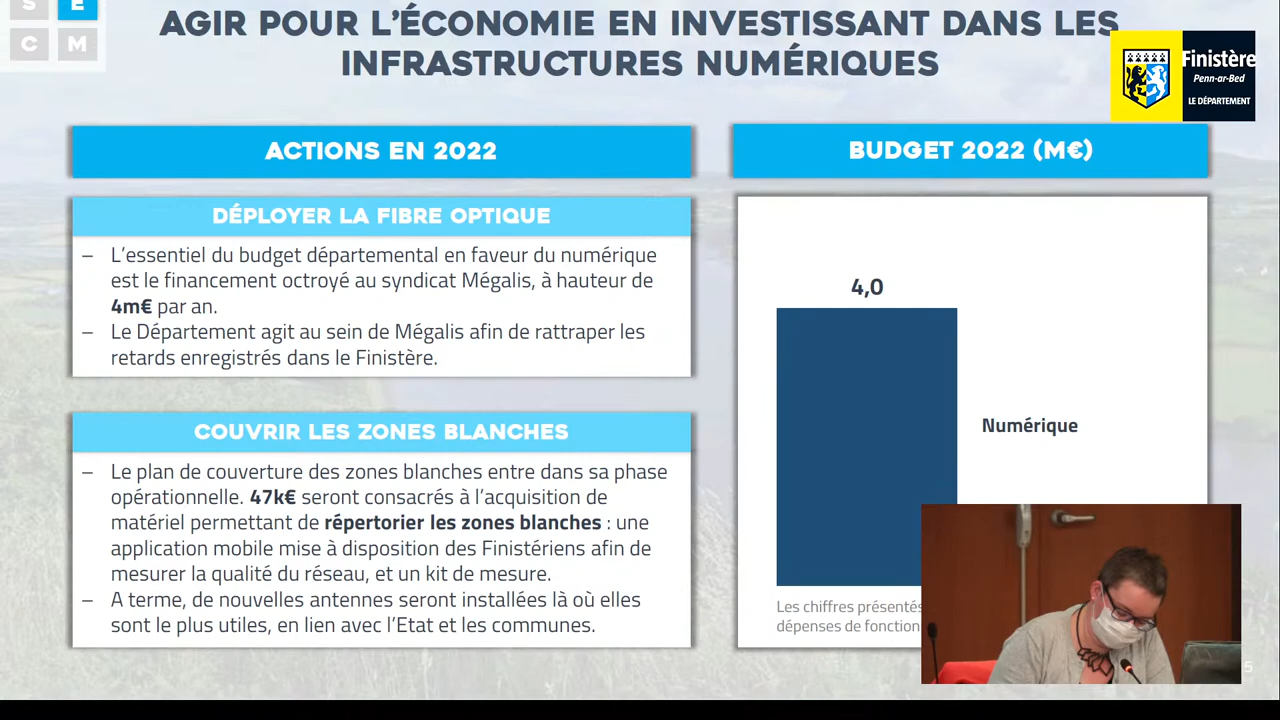 S E
C M
AGIR POUR L'ÉCONOMIE EN INVESTISSANT DANS LES
INFRASTRUCTURES NUMÉRIQUES
Finistère
Penn-ar-Bed
LE DÉPARTEMENT
ACTIONS EN 2022
DÉPLOYER LA FIBRE OPTIQUE
– L'essentiel du budget départemental en faveur du numérique
est le financement octroyé au syndicat Mégalis, à hauteur de
4m€ par an.
– Le Département agit au sein de Mégalis afin de rattraper les
retards enregistrés dans le Finistère.
COUVRIR LES ZONES BLANCHES
– Le plan de couverture des zones blanches entre dans sa phase
opérationnelle. 47k€ seront consacrés à l'acquisition de
matériel permettant de répertorier les zones blanches : une
application mobile mise à disposition des Finistériens afin de
mesurer la qualité du réseau, et un kit de mesure.
– A terme, de nouvelles antennes seront installées là où elles
sont le plus utiles, en lien avec l'Etat et les communes.
BUDGET 2022 (M€)
4,0
Numérique
Les chiffres présentés
dépenses de fonction
5